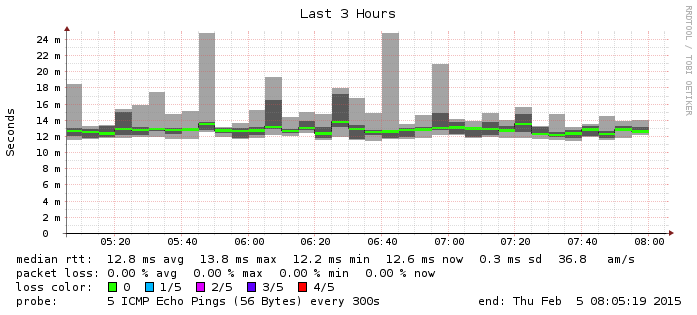 Last 3 Hours
RRDTOOL / TOBI OETIKER
Seconds
24 m
22 m
20 m
18 m
16 m
14 m
12 m
10 m
8 m
6 m
4 m
2 m
0
05:20 05:40 06:00 06:20 06:40 07:00 07:20 07:40 08:00
median rtt: 12.8 ms avg 13.8 ms max 12.2 ms min 12.6 ms now 0.3 ms sd 36.8 am/s
packet loss: 0.00 % avg 0.00 % max 0.00 % min 0.00 % now
loss color: 0 1/5 2/5 3/5 4/5
probe: 5 ICMP Echo Pings (56 Bytes) every 300s end: Thu Feb 5 08:05:19 2015